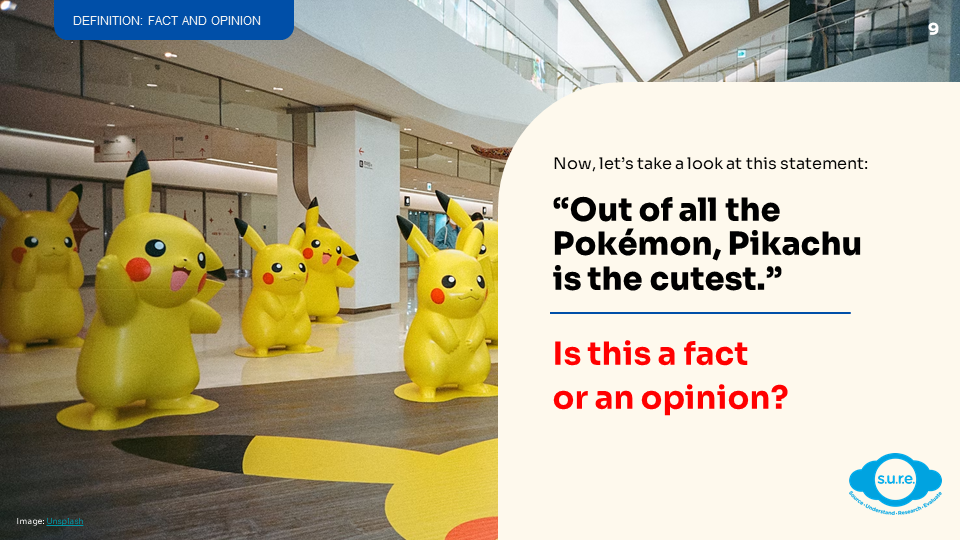 DEFINITION: FACT AND OPINION
9
Now, let's take a look at this statement:
“Out of all the
Pokémon, Pikachu
is the cutest.”
Is this a fact
or an opinion?
s.u.r.e.
Source • Understand • Research • Evaluate
Image: Unsplash